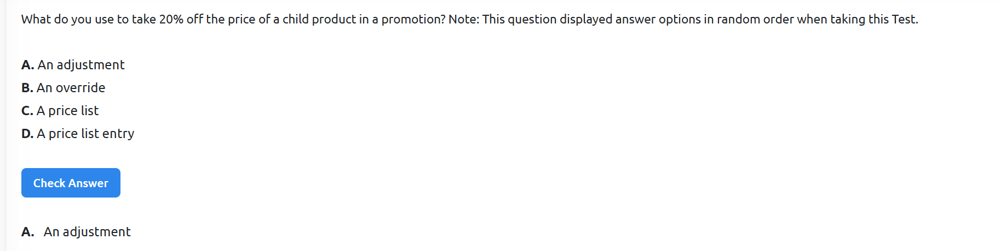 What do you use to take 20% off the price of a child product in a promotion? Note: This question displayed answer options in random order when taking this Test.
A. An adjustment
B. An override
C. A price list
D. A price list entry
Check Answer
A. An adjustment